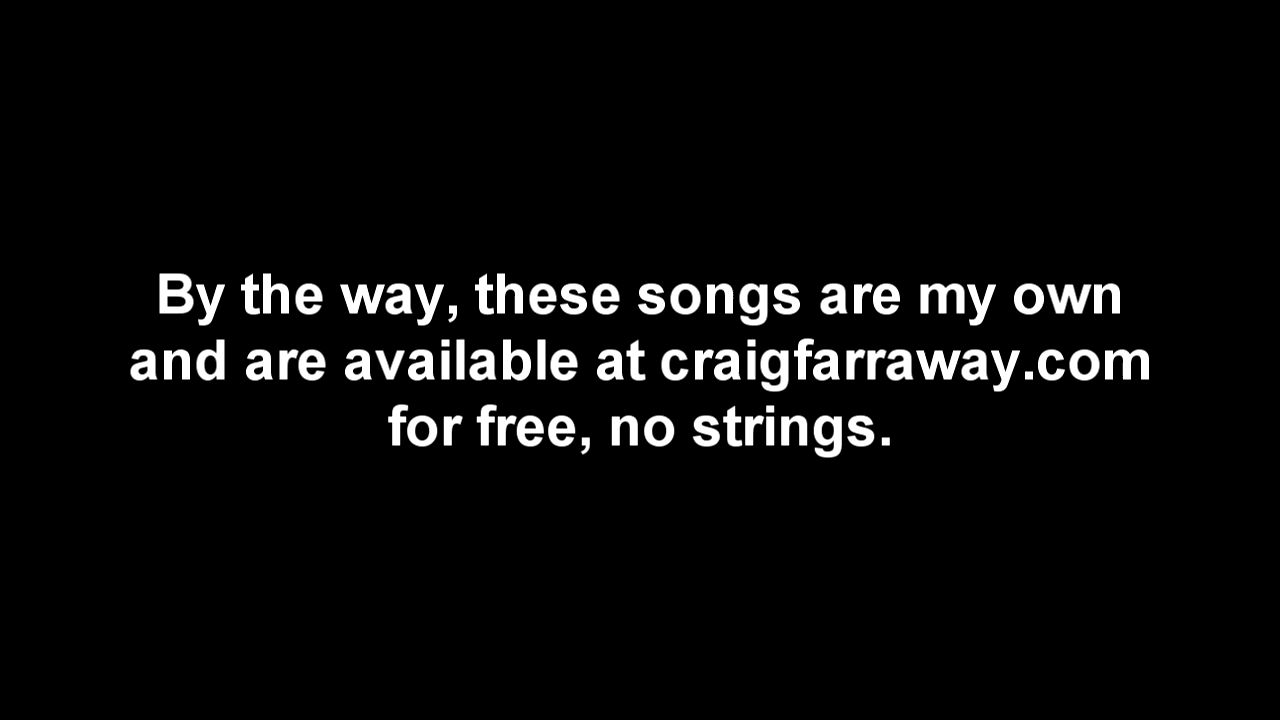 By the way, these songs are my own
and are available at craigfarraway.com
for free, no strings.